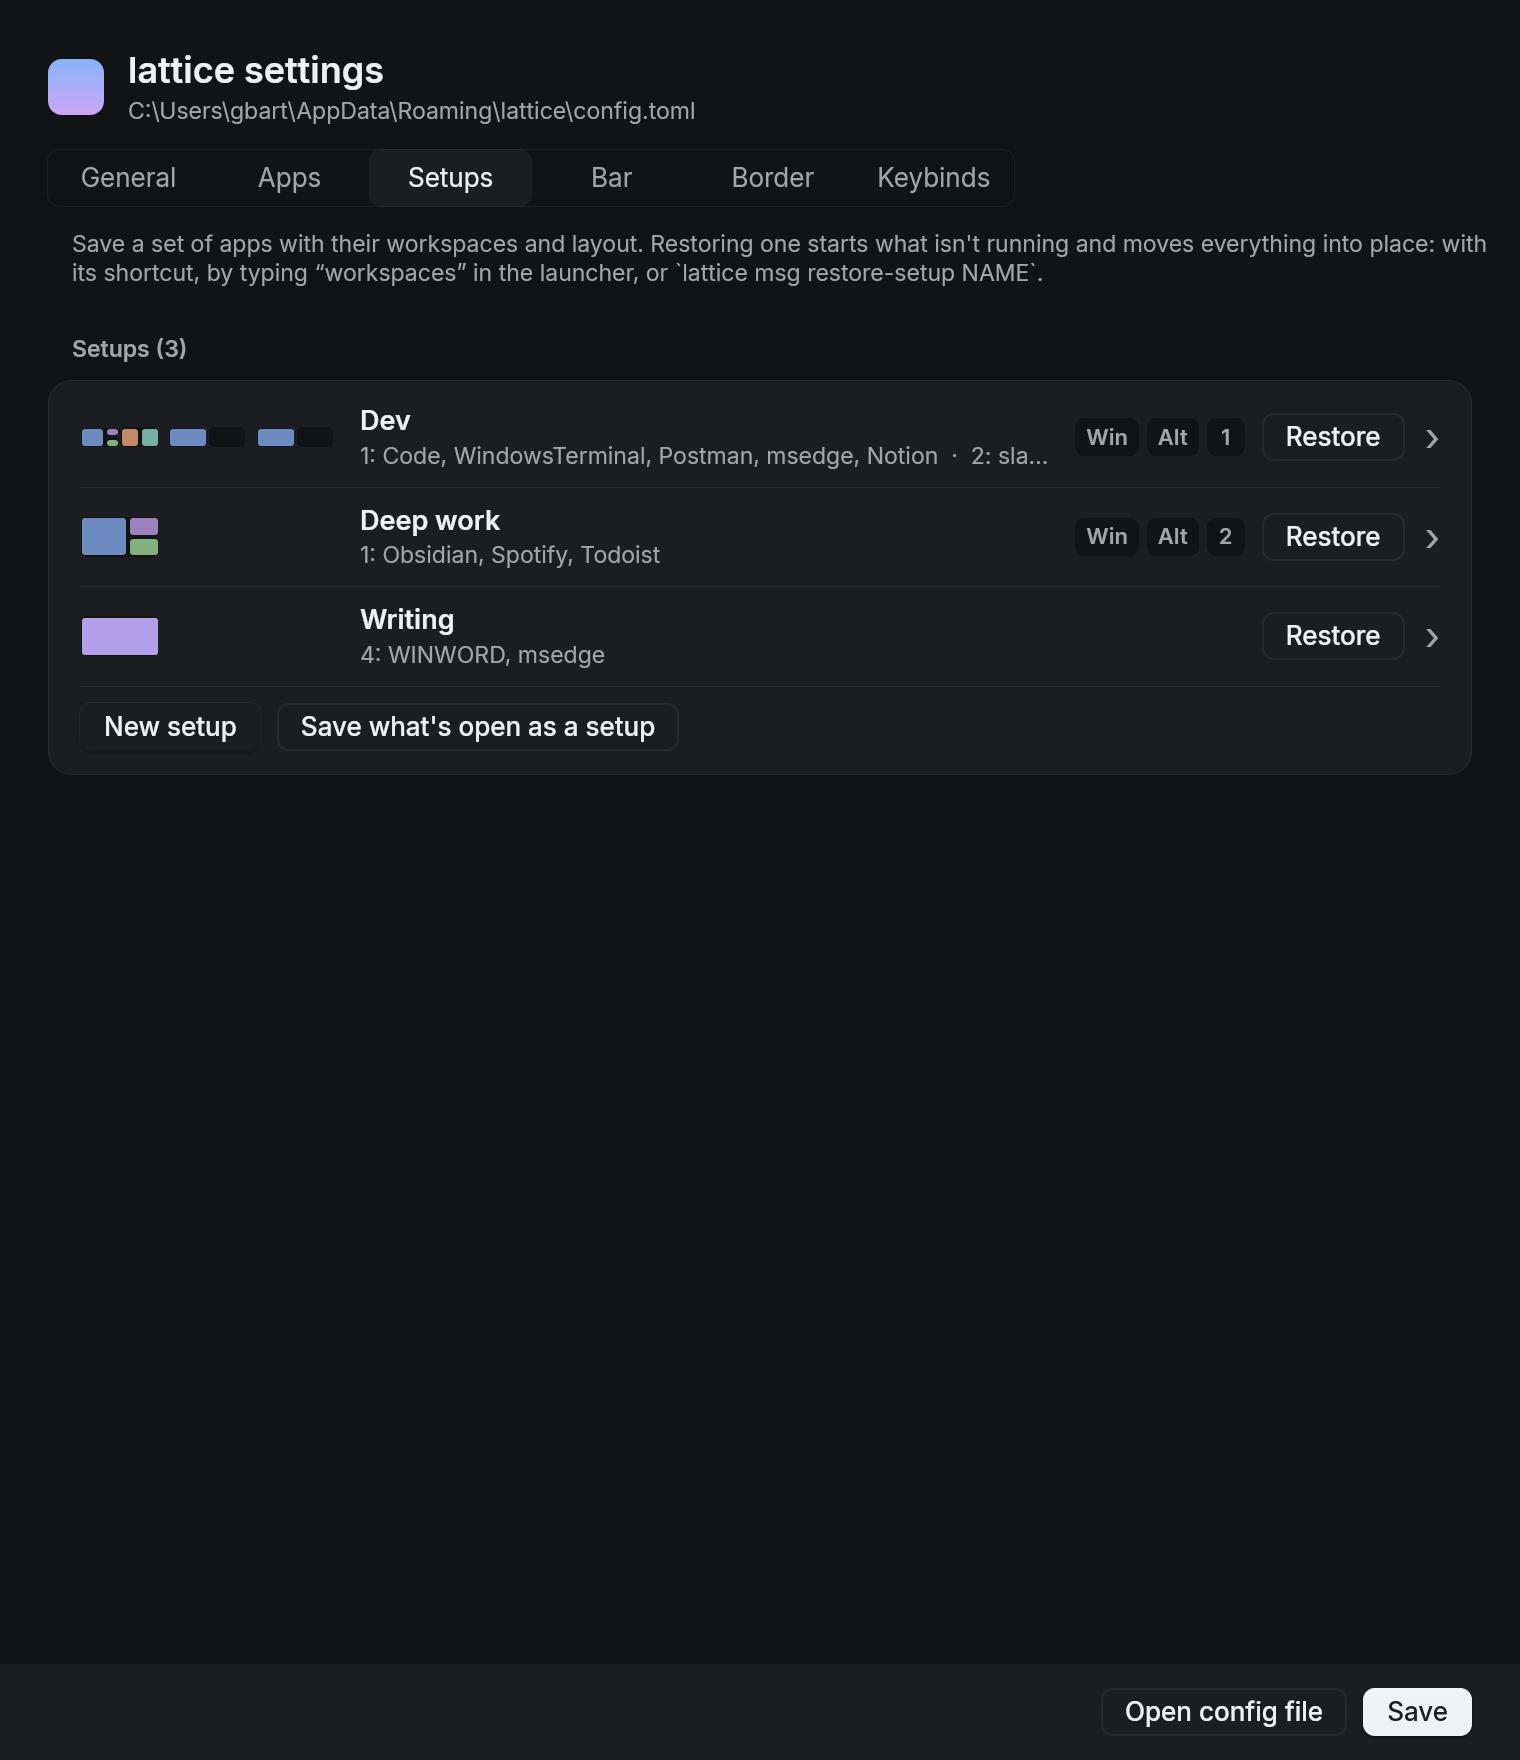 lattice settings
C:\Users\gbart\AppData\Roaming\lattice\config.toml
General Apps Setups Bar Border Keybinds
Save a set of apps with their workspaces and layout. Restoring one starts what isn't running and moves everything into place: with
its shortcut, by typing “workspaces” in the launcher, or `lattice msg restore-setup NAME`.
Setups (3)
Dev
1: Code, WindowsTerminal, Postman, msedge, Notion · 2: sla...
Win Alt 1 Restore
Deep work
1: Obsidian, Spotify, Todoist
Win Alt 2 Restore
Writing
4: WINWORD, msedge
Restore
New setup Save what's open as a setup
Open config file Save